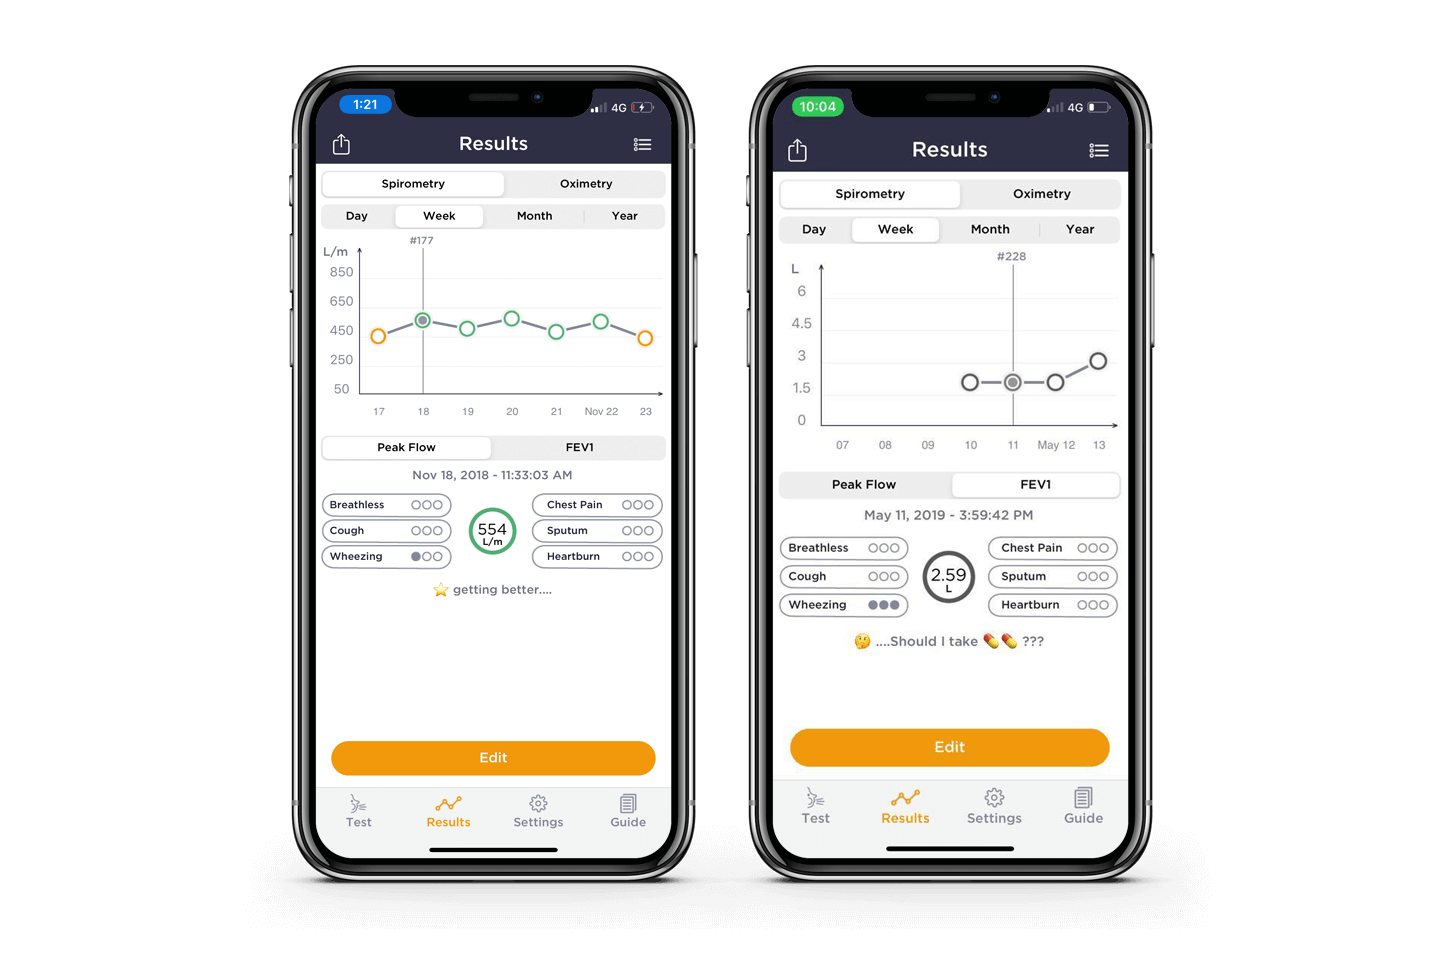 1:21
4G
Results
Spirometry Oximetry
Day Week Month Year
#177
L/m
850
650
450
250
50
17 18 19 20 21 Nov 22 23
Peak Flow FEV1
Nov 18, 2018 - 11:33:03 AM
Breathless
Cough
Wheezing
554
L/m
Chest Pain
Sputum
Heartburn
getting better....
Edit
Test Results Settings Guide
10:04
4G
Results
Spirometry Oximetry
Day Week Month Year
#228
L
6
4.5
3
1.5
0
07 08 09 10 11 May 12 13
Peak Flow FEV1
May 11, 2019 - 3:59:42 PM
Breathless
Cough
Wheezing
2.59
L
Chest Pain
Sputum
Heartburn
🤔 ....Should I take 💊💊 ???
Edit
Test Results Settings Guide